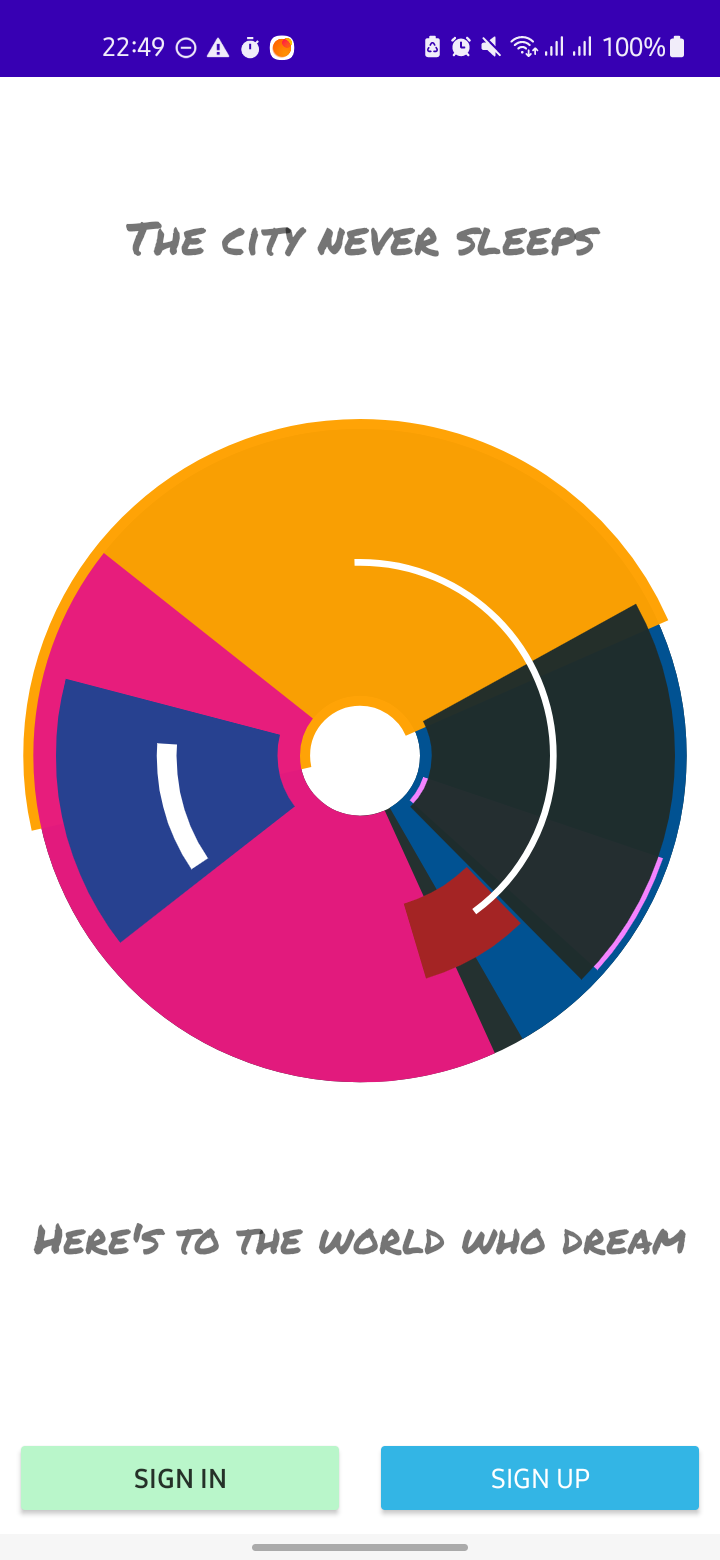 22:49 100%
The city never sleeps
Here's to the world who dream
SIGN IN SIGN UP